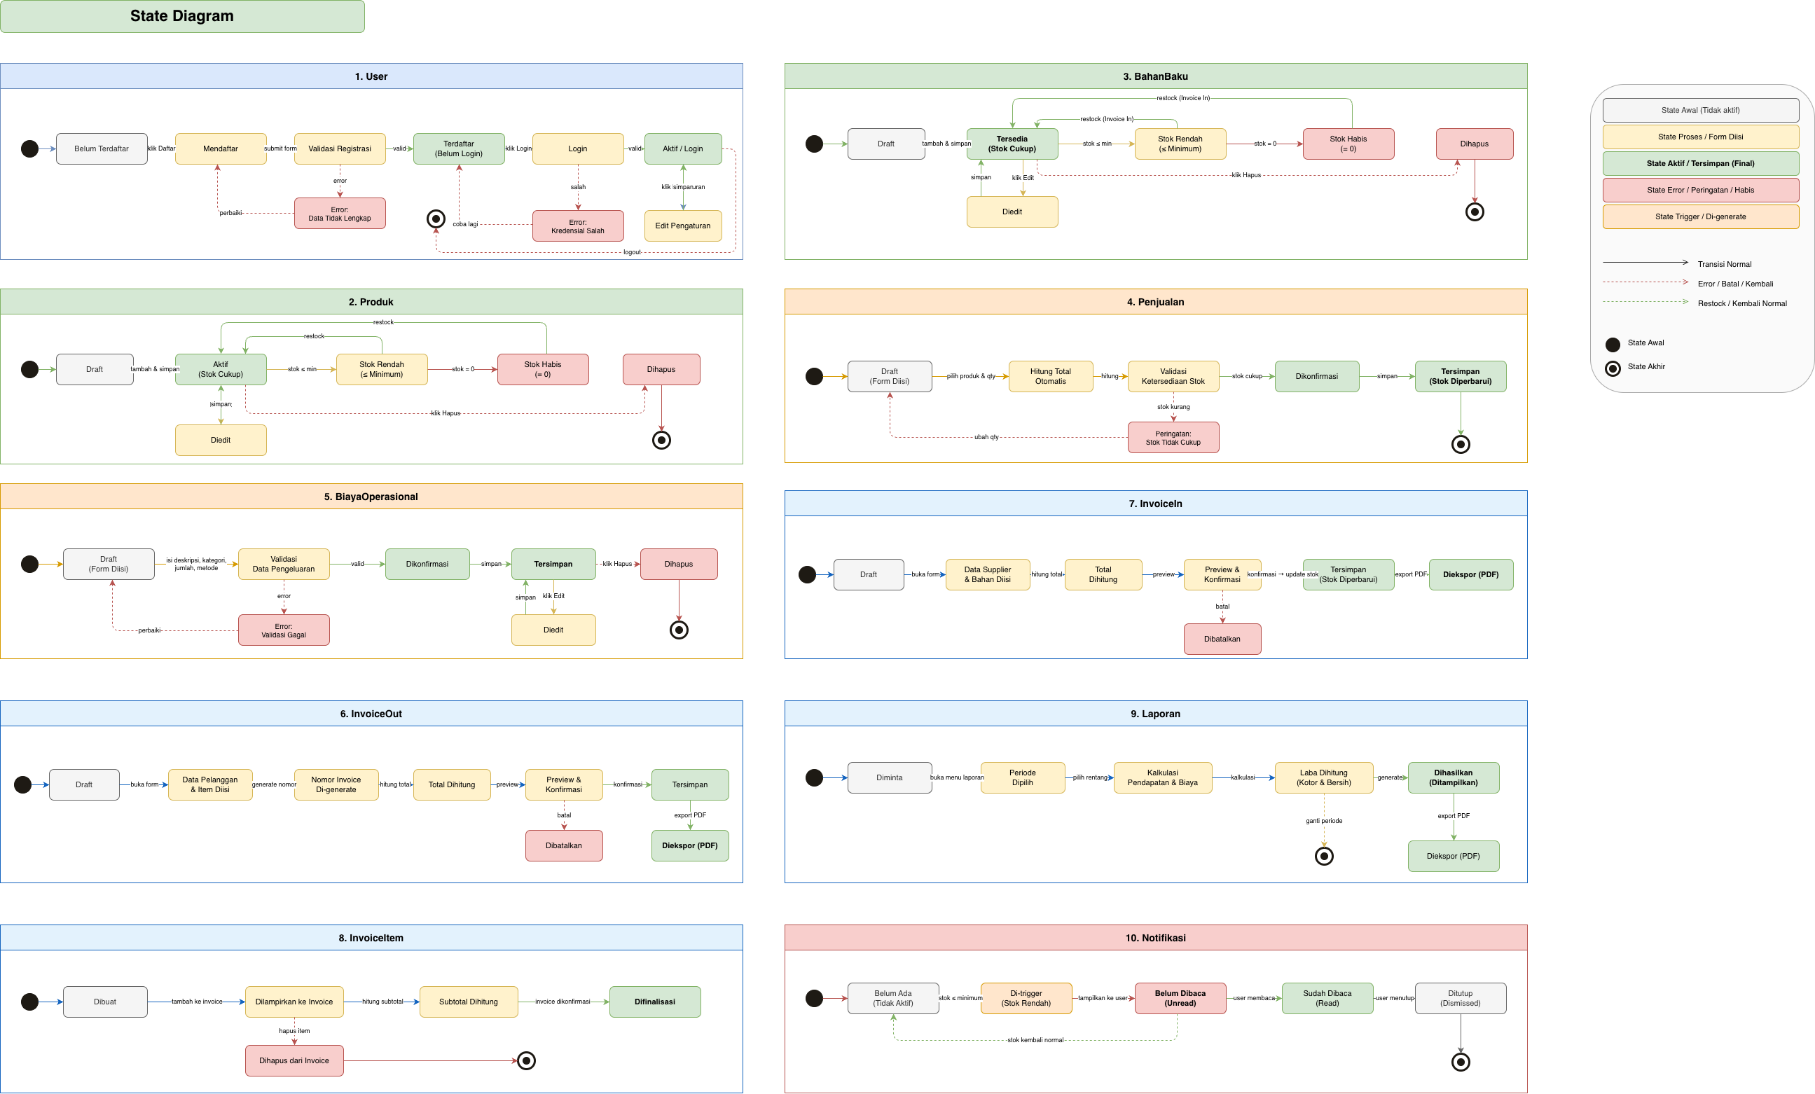 State Diagram
1. User
Belum Terdaftar
klik Daftar
Mendaftar
submit form
Validasi Registrasi
valid
Terdaftar
(Belum Login)
klik Login
Login
valid
Aktif / Login
error
salah
perbaiki
Error:
Data Tidak Lengkap
coba lagi
Error:
Kredensial Salah
Edit Pengaturan
logout
3. BahanBaku
restock (Invoice In)
restock (Invoice In)
Draft
tambah & simpan
Tersedia
(Stok Cukup)
stok ≤ min
Stok Rendah
(≤ Minimum)
stok = 0
Stok Habis
(= 0)
Dihapus
simpan
klik Edit
klik Hapus
Diedit
State Awal (Tidak aktif)
State Proses / Form Diisi
State Aktif / Tersimpan (Final)
State Error / Peringatan / Habis
State Trigger / Di-generate
Transisi Normal
Error / Batal / Kembali
Restock / Kembali Normal
State Awal
State Akhir
2. Produk
restock
restock
Draft
tambah & simpan
Aktif
(Stok Cukup)
stok ≤ min
Stok Rendah
(≤ Minimum)
stok = 0
Stok Habis
(= 0)
Dihapus
simpan
klik Hapus
Diedit
4. Penjualan
Draft
(Form Diisi)
pilih produk & qty
Hitung Total
Otomatis
hitung
Validasi
Ketersediaan Stok
stok cukup
Dikonfirmasi
simpan
Tersimpan
(Stok Diperbarui)
stok kurang
ubah qty
Peringatan:
Stok Tidak Cukup
5. BiayaOperasional
Draft
(Form Diisi)
isi deskripsi, kategori,
jumlah, metode
Validasi
Data Pengeluaran
valid
Dikonfirmasi
simpan
Tersimpan
klik Hapus
Dihapus
error
simpan
klik Edit
perbaiki
Error:
Validasi Gagal
Diedit
7. InvoiceIn
Draft
buka form
Data Supplier
& Bahan Diisi
hitung total
Total
Dihitung
preview
Preview &
Konfirmasi
konfirmasi → update stok
Tersimpan
(Stok Diperbarui)
export PDF
Diekspor (PDF)
batal
Dibatalkan
6. InvoiceOut
Draft
buka form
Data Pelanggan
& Item Diisi
generate nomor
Nomor Invoice
Di-generate
hitung total
Total Dihitung
preview
Preview &
Konfirmasi
konfirmasi
Tersimpan
batal
export PDF
Dibatalkan
Diekspor (PDF)
9. Laporan
Diminta
buka menu laporan
Periode
Dipilih
pilih rentang
Kalkulasi
Pendapatan & Biaya
kalkulasi
Laba Dihitung
(Kotor & Bersih)
generate
Dihasilkan
(Ditampilkan)
ganti periode
export PDF
Diekspor (PDF)
8. InvoiceItem
Dibuat
tambah ke invoice
Dilampirkan ke Invoice
hitung subtotal
Subtotal Dihitung
invoice dikonfirmasi
Difinalisasi
hapus item
Dihapus dari Invoice
10. Notifikasi
Belum Ada
(Tidak Aktif)
stok ≤ minimum
Di-trigger
(Stok Rendah)
tampilkan ke user
Belum Dibaca
(Unread)
user membaca
Sudah Dibaca
(Read)
user menutup
Ditutup
(Dismissed)
stok kembali normal